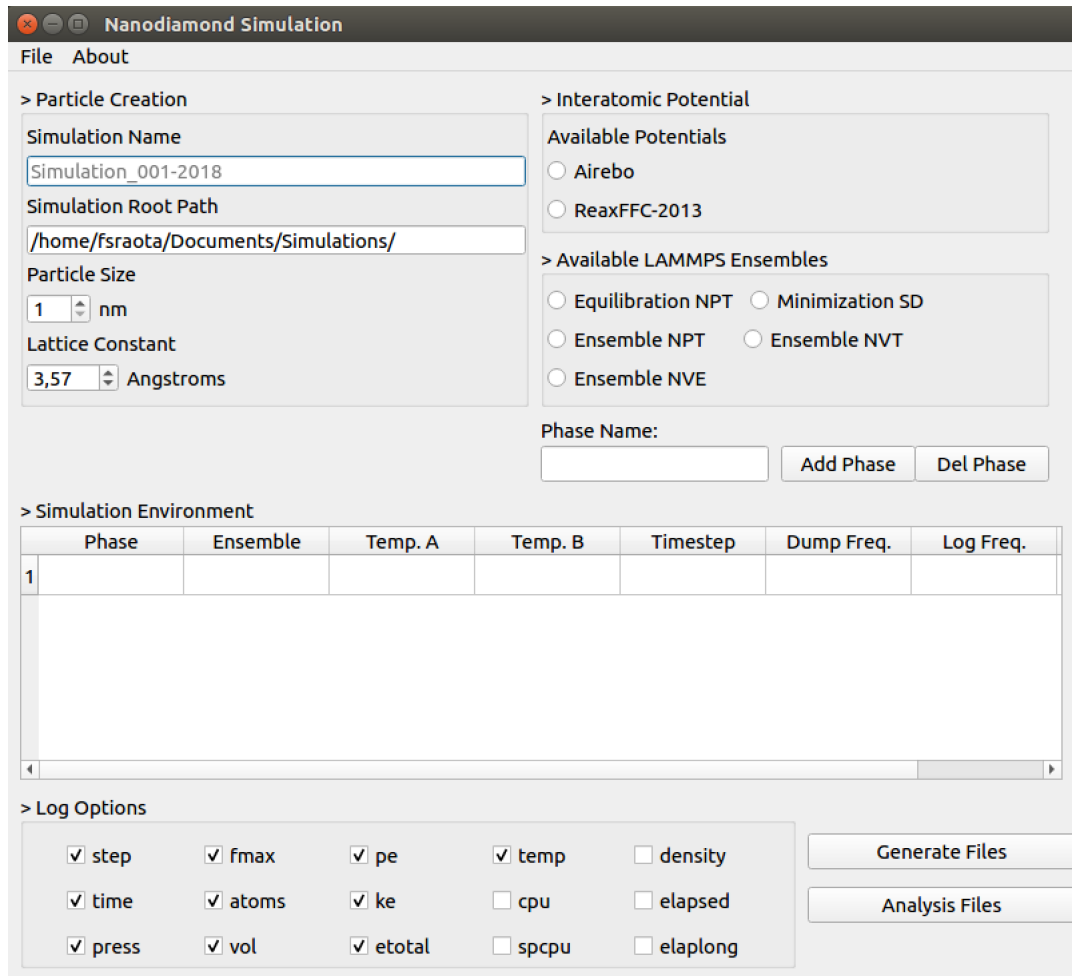 Nanodiamond Simulation
File About
> Particle Creation
Simulation Name
Simulation_001-2018
Simulation Root Path
/home/fsraota/Documents/Simulations/
Particle Size
1 nm
Lattice Constant
3,57 Angstroms
> Interatomic Potential
Available Potentials
Airebo
ReaxFFC-2013
> Available LAMMPS Ensembles
Equilibration NPT Minimization SD
Ensemble NPT Ensemble NVT
Ensemble NVE
Phase Name:
Add Phase Del Phase
> Simulation Environment
Phase Ensemble Temp. A Temp. B Timestep Dump Freq. Log Freq.
1
> Log Options
step fmax pe temp density
time atoms ke cpu elapsed
press vol etotal spcpu elaplong
Generate Files
Analysis Files